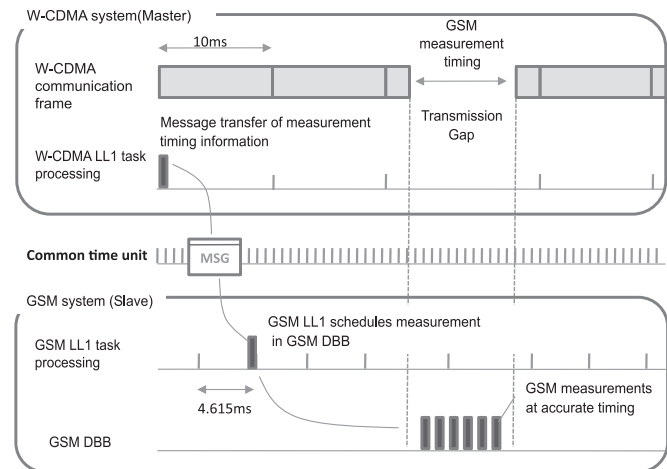 W-CDMA system(Master)
10ms
GSM
measurement
timing
W-CDMA
communication
frame
Message transfer of measurement
timing information
Transmission
Gap
W-CDMA LL1 task
processing
Common time unit
MSG
GSM system (Slave)
GSM LL1 schedules measurement
in GSM DBB
GSM LL1 task
processing
4.615ms
GSM measurements
at accurate timing
GSM DBB